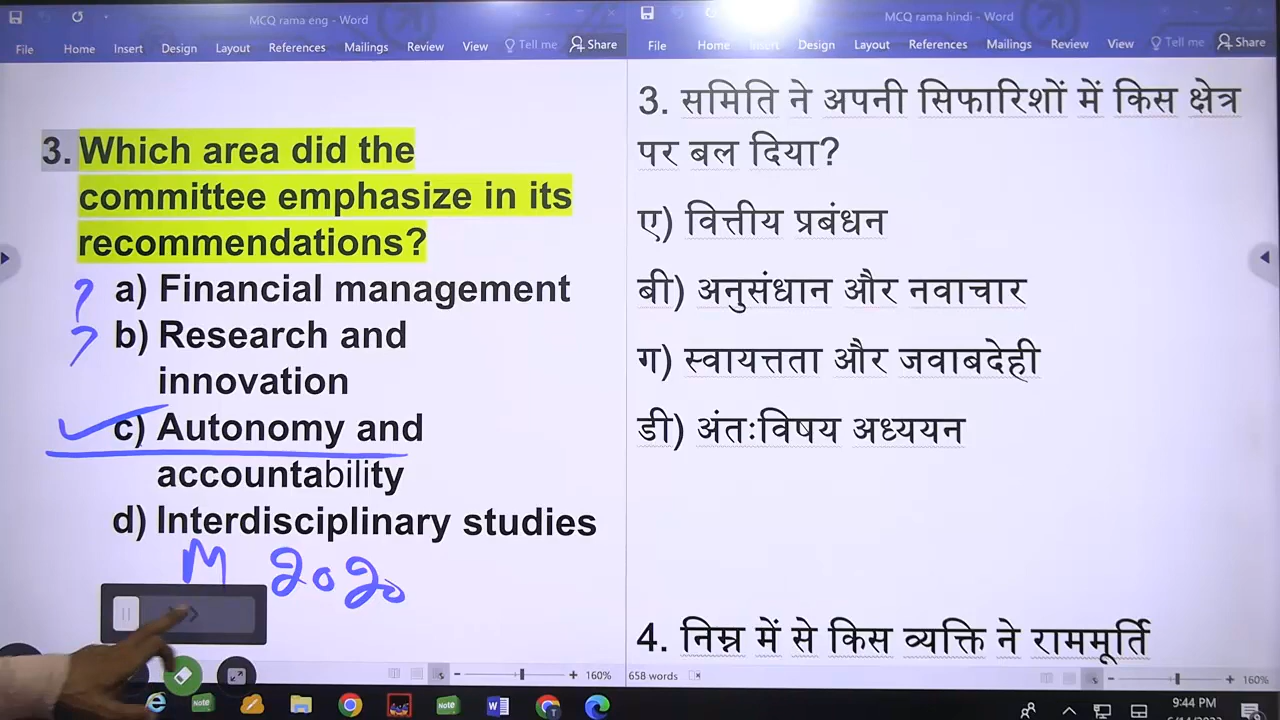 MCQ rama eng - Word
File Home Insert Design Layout References Mailings Review View Tell me Share
3. Which area did the
committee emphasize in its
recommendations?
? a) Financial management
? b) Research and
innovation
c) Autonomy and
accountability
d) Interdisciplinary studies
M 2020
160%
MCQ rama hindi - Word
File Home Insert Design Layout References Mailings Review View Tell me Share
3. समिति ने अपनी सिफारिशों में किस क्षेत्र
पर बल दिया?
ए) वित्तीय प्रबंधन
बी) अनुसंधान और नवाचार
ग) स्वायत्तता और जवाबदेही
डी) अंतःविषय अध्ययन
4. निम्न में से किस व्यक्ति ने राममूर्ति
658 words 160%
Note Note
9:44 PM